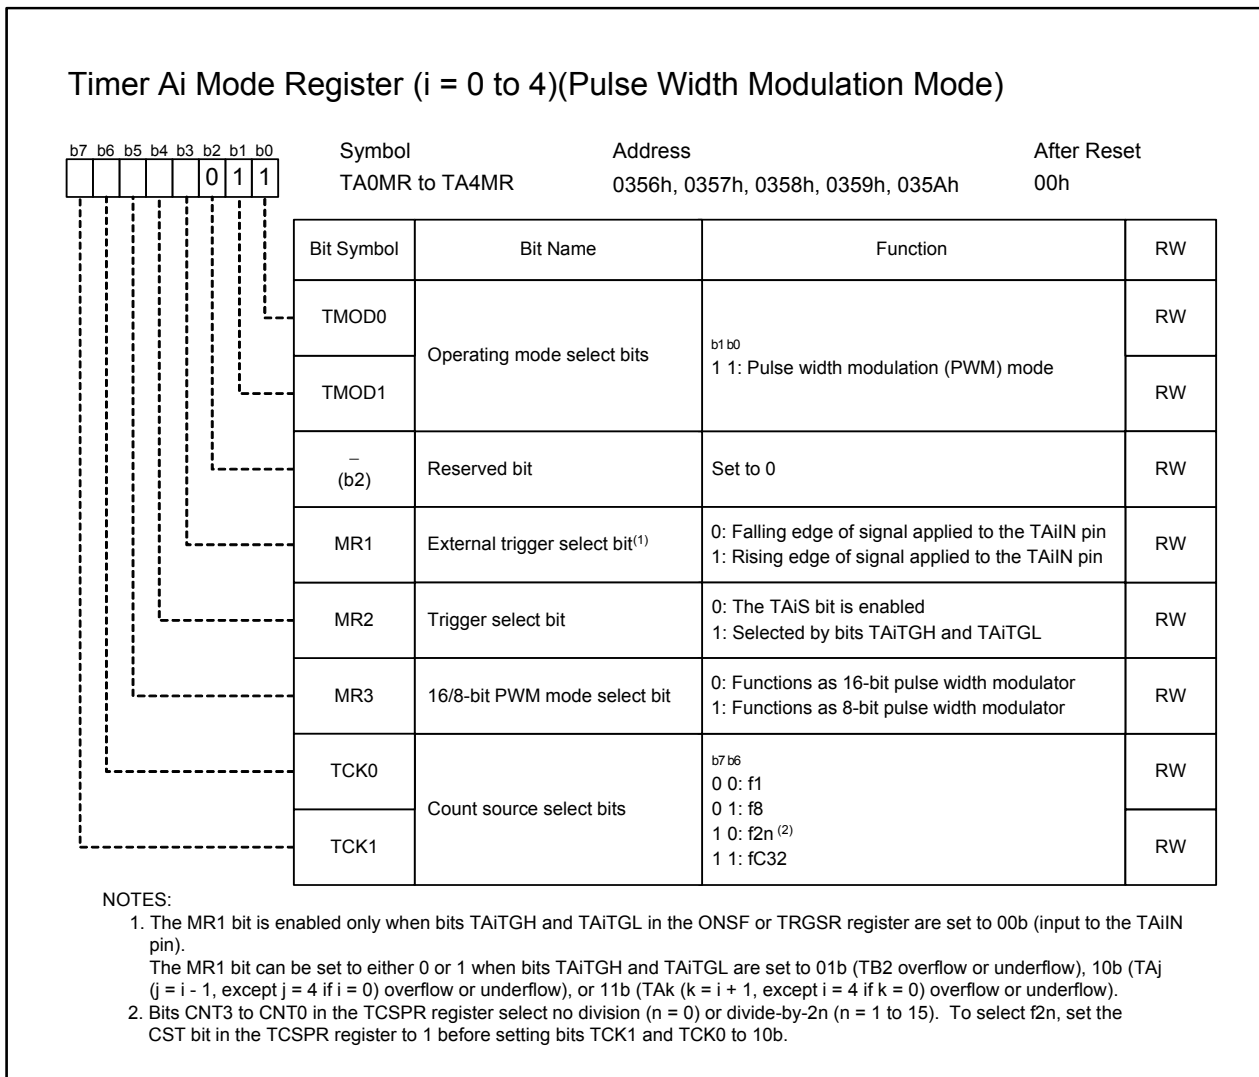 Timer Ai Mode Register (i = 0 to 4)(Pulse Width Modulation Mode)
b7 b6 b5 b4 b3 b2 b1 b0
0 1 1
Symbol Address After Reset
TA0MR to TA4MR 0356h, 0357h, 0358h, 0359h, 035Ah 00h
Bit Symbol Bit Name Function RW
TMOD0 RW
Operating mode select bits
b1 b0
1 1: Pulse width modulation (PWM) mode
TMOD1 RW
–
(b2)
Reserved bit Set to 0 RW
MR1 External trigger select bit(1) RW
0: Falling edge of signal applied to the TAiIN pin
1: Rising edge of signal applied to the TAiIN pin
MR2 Trigger select bit RW
0: The TAiS bit is enabled
1: Selected by bits TAiTGH and TAiTGL
MR3 16/8-bit PWM mode select bit RW
0: Functions as 16-bit pulse width modulator
1: Functions as 8-bit pulse width modulator
TCK0 RW
Count source select bits
b7 b6
0 0: f1
0 1: f8
1 0: f2n (2)
1 1: fC32
TCK1 RW
NOTES:
1. The MR1 bit is enabled only when bits TAiTGH and TAiTGL in the ONSF or TRGSR register are set to 00b (input to the TAiIN
pin).
The MR1 bit can be set to either 0 or 1 when bits TAiTGH and TAiTGL are set to 01b (TB2 overflow or underflow), 10b (TAj
(j = i - 1, except j = 4 if i = 0) overflow or underflow), or 11b (TAk (k = i + 1, except i = 4 if k = 0) overflow or underflow).
2. Bits CNT3 to CNT0 in the TCSPR register select no division (n = 0) or divide-by-2n (n = 1 to 15). To select f2n, set the
CST bit in the TCSPR register to 1 before setting bits TCK1 and TCK0 to 10b.